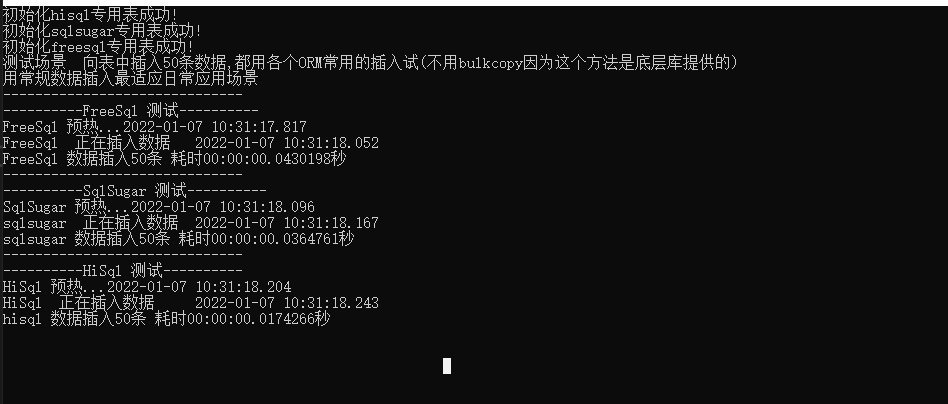 初始化hisql专用表成功!
初始化sqlsugar专用表成功!
初始化freesql专用表成功!
测试场景  向表中插入50条数据,都用各个ORM常用的插入试(不用bulkcopy因为这个方法是底层库提供的)
用常规数据插入最适应日常应用场景
------------------------------
----------FreeSql 测试----------
FreeSql 预热...2022-01-07 10:31:17.817
FreeSql  正在插入数据  2022-01-07 10:31:18.052
FreeSql 数据插入50条 耗时00:00:00.0430198秒
------------------------------
----------SqlSugar 测试----------
SqlSugar 预热...2022-01-07 10:31:18.096
sqlsugar  正在插入数据  2022-01-07 10:31:18.167
sqlsugar 数据插入50条 耗时00:00:00.0364761秒
------------------------------
----------HiSql 测试----------
HiSql 预热...2022-01-07 10:31:18.204
HiSql  正在插入数据     2022-01-07 10:31:18.243
hisql 数据插入50条 耗时00:00:00.0174266秒